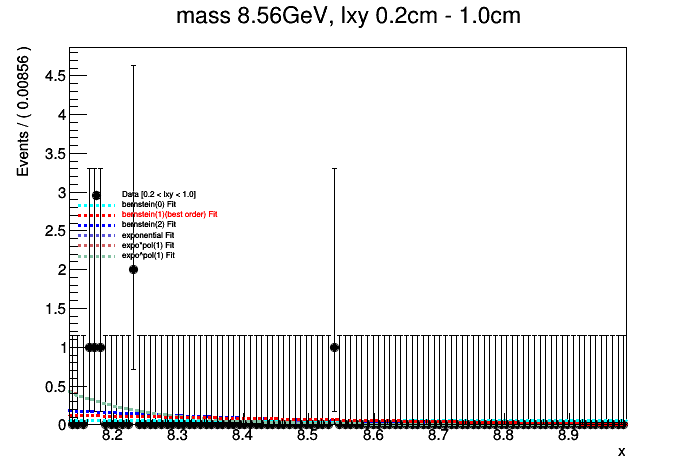 mass 8.56GeV, lxy 0.2cm - 1.0cm
Events / ( 0.00856 )
4.5
4
3.5
3
2.5
2
1.5
1
0.5
0
Data [0.2 < lxy < 1.0]
bernstein(0) Fit
bernstein(1)(best order) Fit
bernstein(2) Fit
exponential Fit
expo*pol(1) Fit
expo^pol(1) Fit
8.2 8.3 8.4 8.5 8.6 8.7 8.8 8.9
x